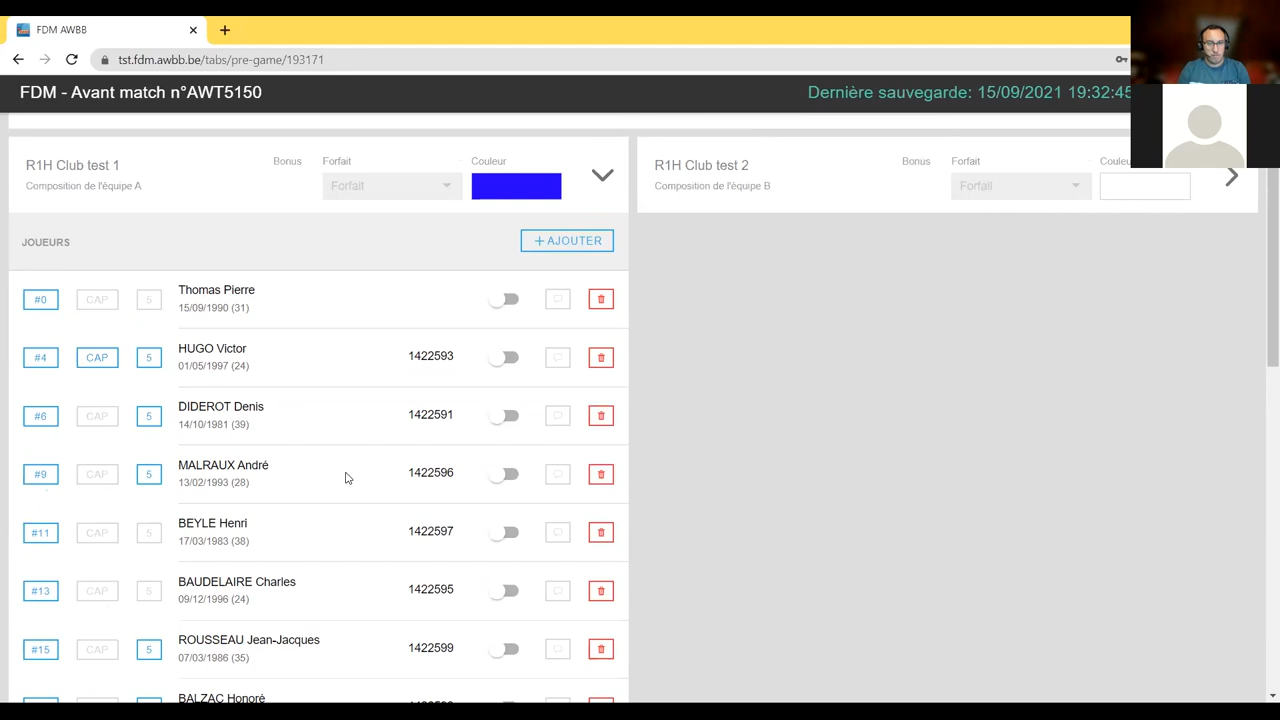 FDM AWBB
tst.fdm.awbb.be/tabs/pre-game/193171
FDM - Avant match n°AWT5150
Dernière sauvegarde: 15/09/2021 19:32:45
R1H Club test 1
Composition de l'équipe A
Bonus
Forfait
Forfait
Couleur
R1H Club test 2
Composition de l'équipe B
Bonus
Forfait
Forfait
JOUEURS
+ AJOUTER
#0 CAP 5 Thomas Pierre
15/09/1990 (31)
#4 CAP 5 HUGO Victor 1422593
01/05/1997 (24)
#6 CAP 5 DIDEROT Denis 1422591
14/10/1981 (39)
#9 CAP 5 MALRAUX André 1422596
13/02/1993 (28)
#11 CAP 5 BEYLE Henri 1422597
17/03/1983 (38)
#13 CAP 5 BAUDELAIRE Charles 1422595
09/12/1996 (24)
#15 CAP 5 ROUSSEAU Jean-Jacques 1422599
07/03/1986 (35)
BALZAC Honoré